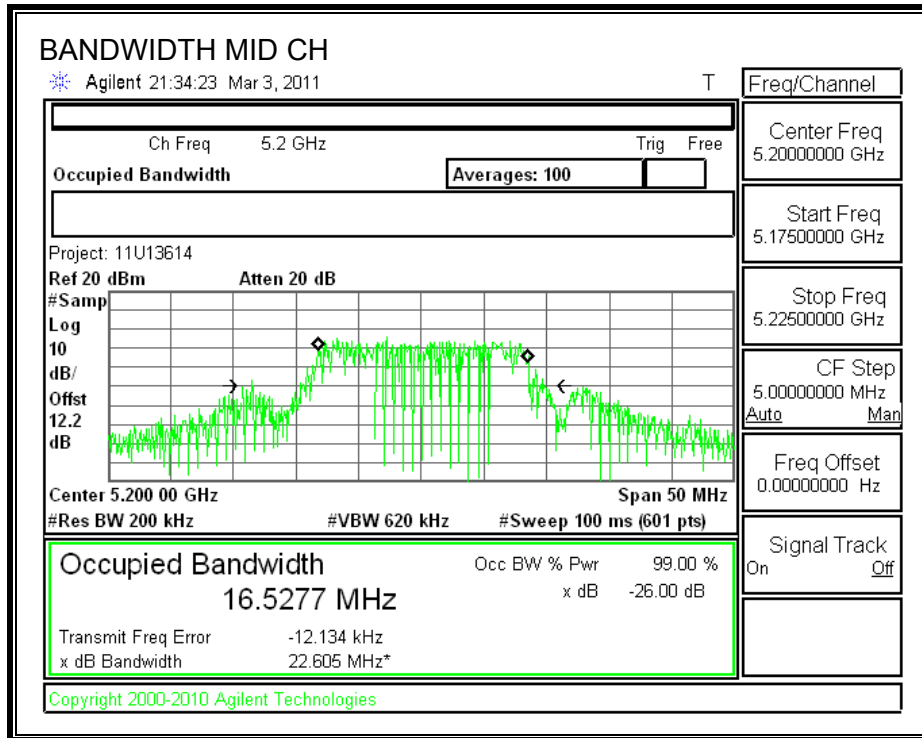 BANDWIDTH MID CH
Agilent 21:34:23 Mar 3, 2011 T
Ch Freq 5.2 GHz Trig Free
Occupied Bandwidth Averages: 100
Project: 11U13614
Ref 20 dBm Atten 20 dB
#Samp
Log
10
dB/
Offst
12.2
dB
Center 5.200 00 GHz Span 50 MHz
#Res BW 200 kHz #VBW 620 kHz #Sweep 100 ms (601 pts)
Occupied Bandwidth Occ BW % Pwr 99.00 %
16.5277 MHz x dB -26.00 dB
Transmit Freq Error -12.134 kHz
x dB Bandwidth 22.605 MHz*
Copyright 2000-2010 Agilent Technologies
Freq/Channel
Center Freq
5.20000000 GHz
Start Freq
5.17500000 GHz
Stop Freq
5.22500000 GHz
CF Step
5.00000000 MHz
Auto Man
Freq Offset
0.00000000 Hz
Signal Track
On Off